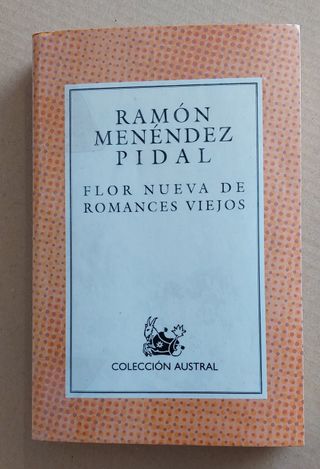 RAMÓN
MENÉNDEZ
PIDAL
FLOR NUEVA DE
ROMANCES VIEJOS
COLECCIÓN AUSTRAL